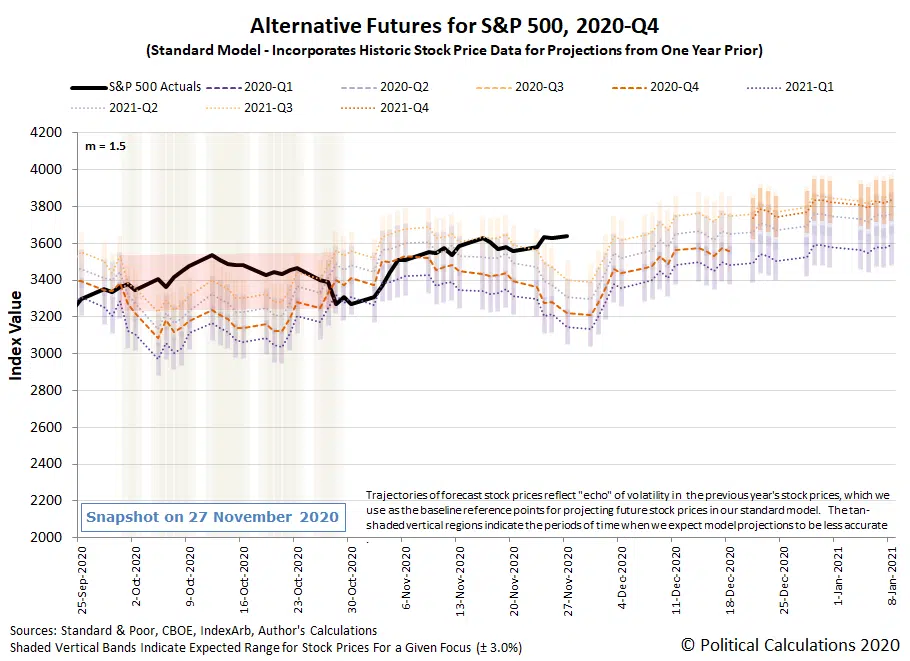 Alternative Futures for S&P 500, 2020-Q4
(Standard Model - Incorporates Historic Stock Price Data for Projections from One Year Prior)
S&P 500 Actuals 2020-Q1 2020-Q2 2020-Q3 2020-Q4 2021-Q1
2021-Q2 2021-Q3 2021-Q4
4200
m = 1.5
4000
3800
3600
3400
3200
3000
2800
2600
2400
2200
2000
Index Value
Trajectories of forecast stock prices reflect "echo" of volatility in the previous year's stock prices, which we
use as the baseline reference points for projecting future stock prices in our standard model. The tan-
shaded vertical regions indicate the periods of time when we expect model projections to be less accurate
.
Snapshot on 27 November 2020
25-Sep-2020
2-Oct-2020
9-Oct-2020
16-Oct-2020
23-Oct-2020
30-Oct-2020
6-Nov-2020
13-Nov-2020
20-Nov-2020
27-Nov-2020
4-Dec-2020
11-Dec-2020
18-Dec-2020
25-Dec-2020
1-Jan-2021
8-Jan-2021
Sources: Standard & Poor, CBOE, IndexArb, Author's Calculations
Shaded Vertical Bands Indicate Expected Range for Stock Prices For a Given Focus (± 3.0%)
© Political Calculations 2020